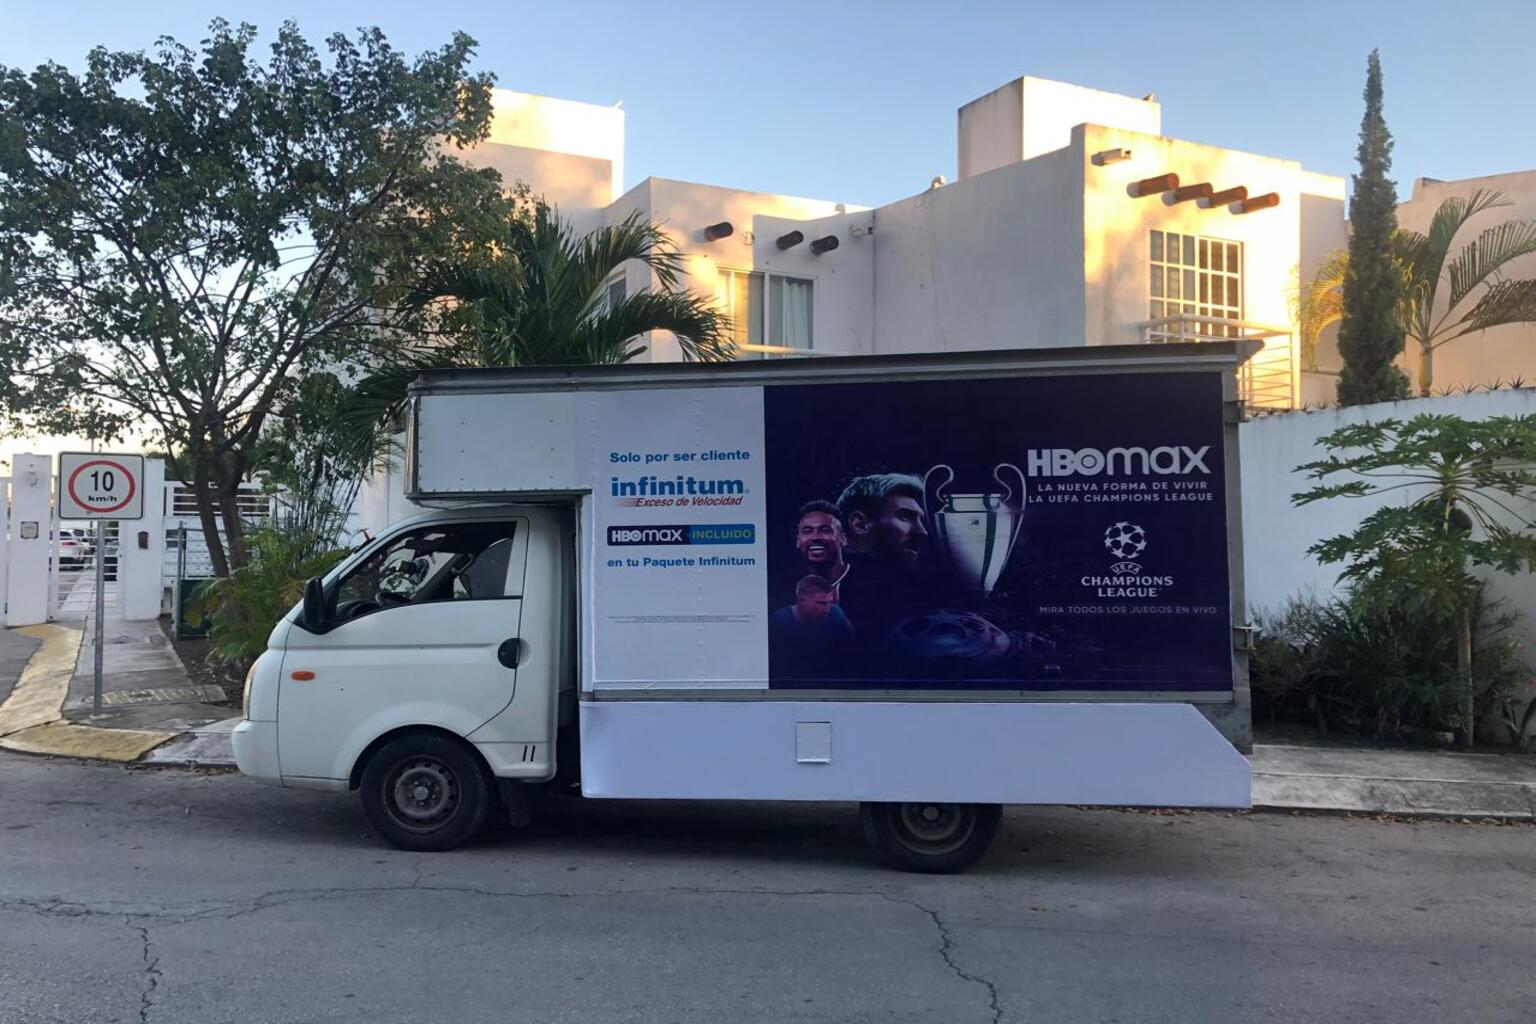 10
km/h
Solo por ser cliente
infinitum
Exceso de Velocidad
HBOMAX INCLUIDO
en tu Paquete Infinitum
HBOMAX
LA NUEVA FORMA DE VIVIR
LA UEFA CHAMPIONS LEAGUE
UEFA
CHAMPIONS
LEAGUE
MIRA TODOS LOS JUEGOS EN VIVO